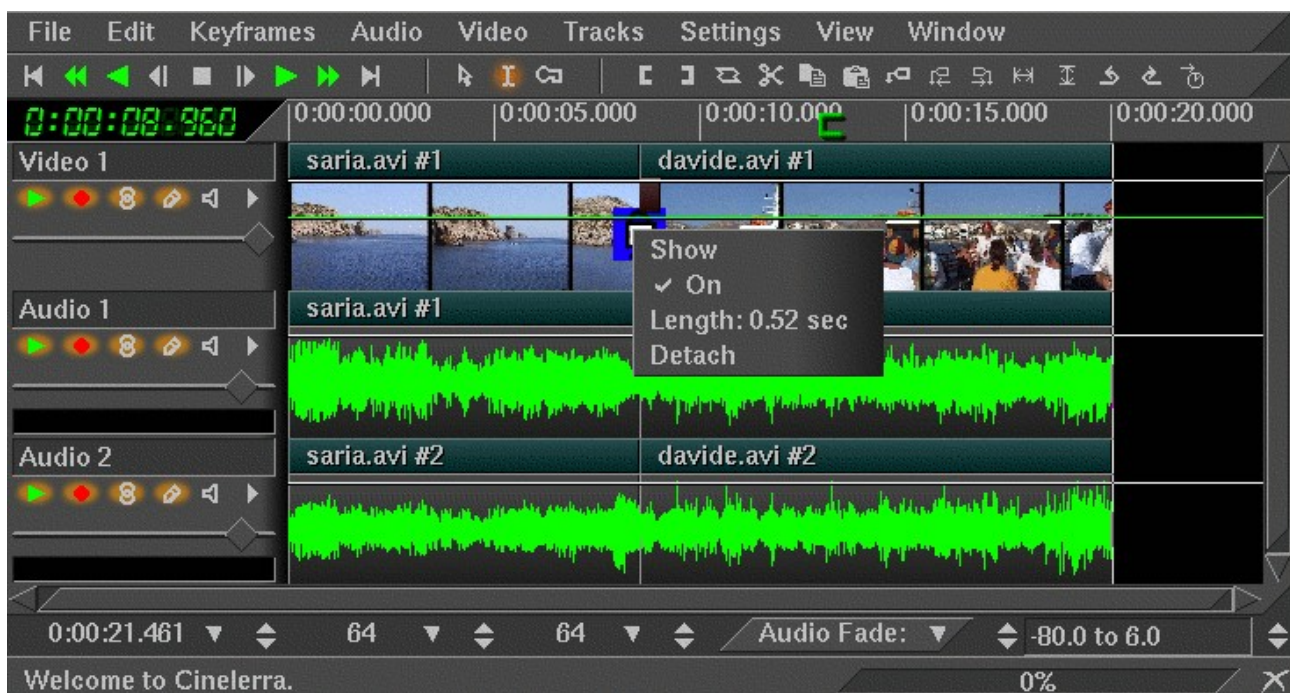 File Edit Keyframes Audio Video Tracks Settings View Window
0:00:08.960 0:00:00.000 0:00:05.000 0:00:10.000 0:00:15.000 0:00:20.000
Video 1 saria.avi #1 davide.avi #1
Show
✓ On
Audio 1 saria.avi #1
Length: 0.52 sec
Detach
Audio 2 saria.avi #2 davide.avi #2
0:00:21.461 64 64 Audio Fade: -80.0 to 6.0
Welcome to Cinelerra. 0%